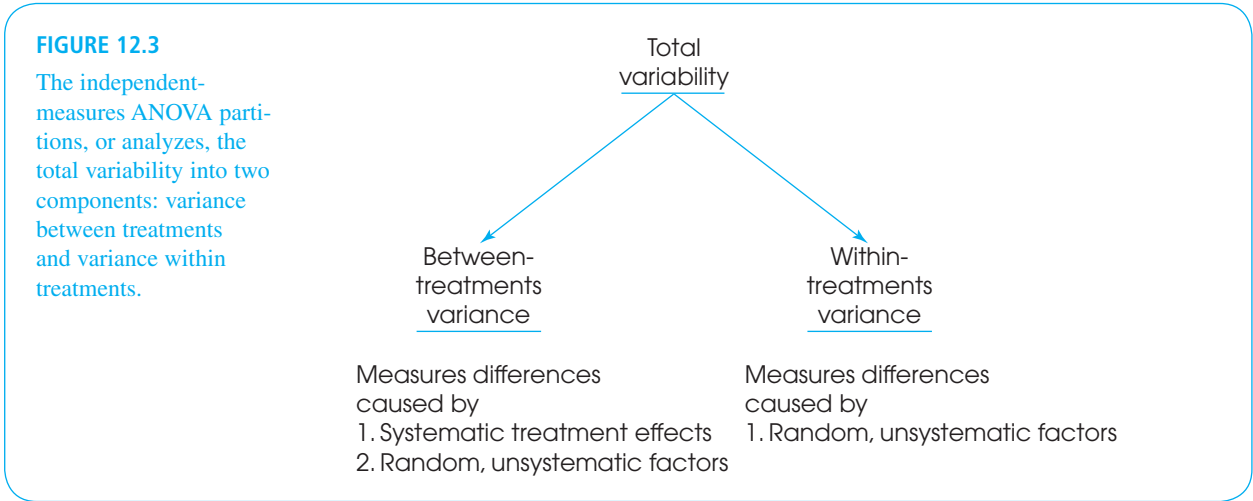 FIGURE 12.3
The independent-
measures ANOVA parti-
tions, or analyzes, the
total variability into two
components: variance
between treatments
and variance within
treatments.
Total
variability
Between-
treatments
variance
Measures differences
caused by
1. Systematic treatment effects
2. Random, unsystematic factors
Within-
treatments
variance
Measures differences
caused by
1. Random, unsystematic factors